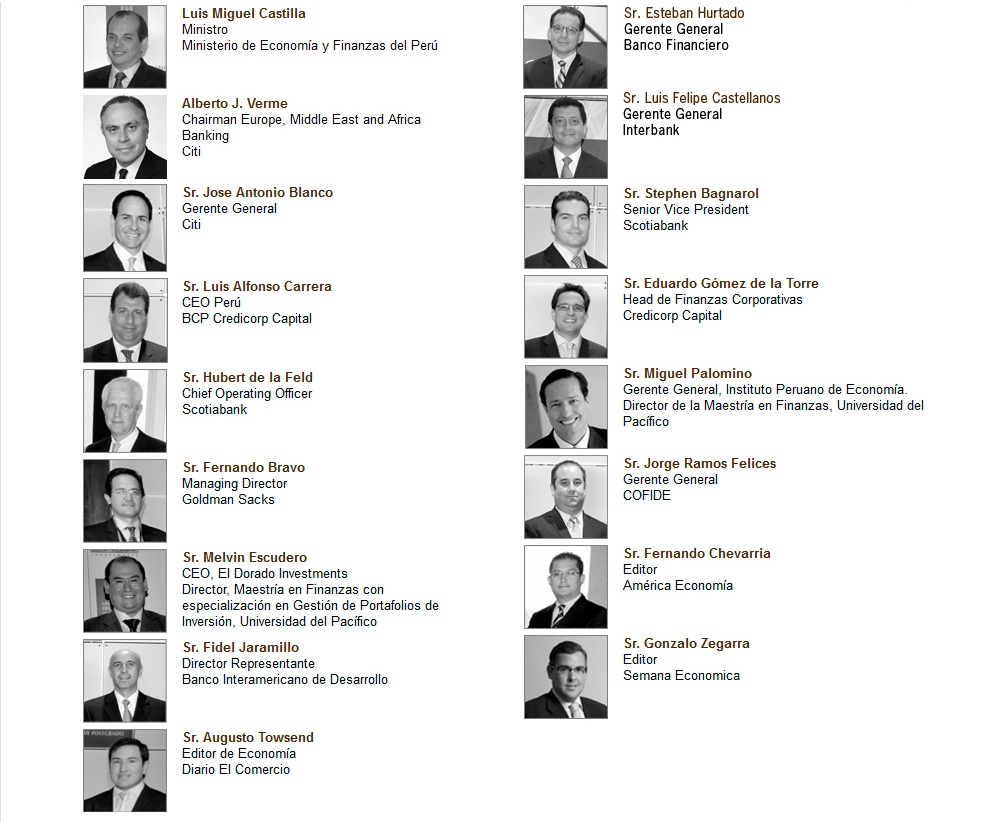 Luis Miguel Castilla
Ministro
Ministerio de Economía y Finanzas del Perú
Alberto J. Verme
Chairman Europe, Middle East and Africa
Banking
Citi
Sr. Jose Antonio Blanco
Gerente General
Citi
Sr. Luis Alfonso Carrera
CEO Perú
BCP Credicorp Capital
Sr. Hubert de la Feld
Chief Operating Officer
Scotiabank
Sr. Fernando Bravo
Managing Director
Goldman Sacks
Sr. Melvin Escudero
CEO, El Dorado Investments
Director, Maestría en Finanzas con
especialización en Gestión de Portafolios de
Inversión, Universidad del Pacífico
Sr. Fidel Jaramillo
Director Representante
Banco Interamericano de Desarrollo
DE POSTGRADO
Sr. Augusto Towsend
Editor de Economía
Diario El Comercio
Sr. Esteban Hurtado
Gerente General
Banco Financiero
Sr. Luis Felipe Castellanos
Gerente General
Interbank
Sr. Stephen Bagnarol
Senior Vice President
Scotiabank
Sr. Eduardo Gómez de la Torre
Head de Finanzas Corporativas
Credicorp Capital
Sr. Miguel Palomino
Gerente General, Instituto Peruano de Economía.
Director de la Maestría en Finanzas, Universidad del
Pacífico
Sr. Jorge Ramos Felices
Gerente General
COFIDE
Sr. Fernando Chevarria
Editor
América Economía
Sr. Gonzalo Zegarra
Editor
Semana Economica